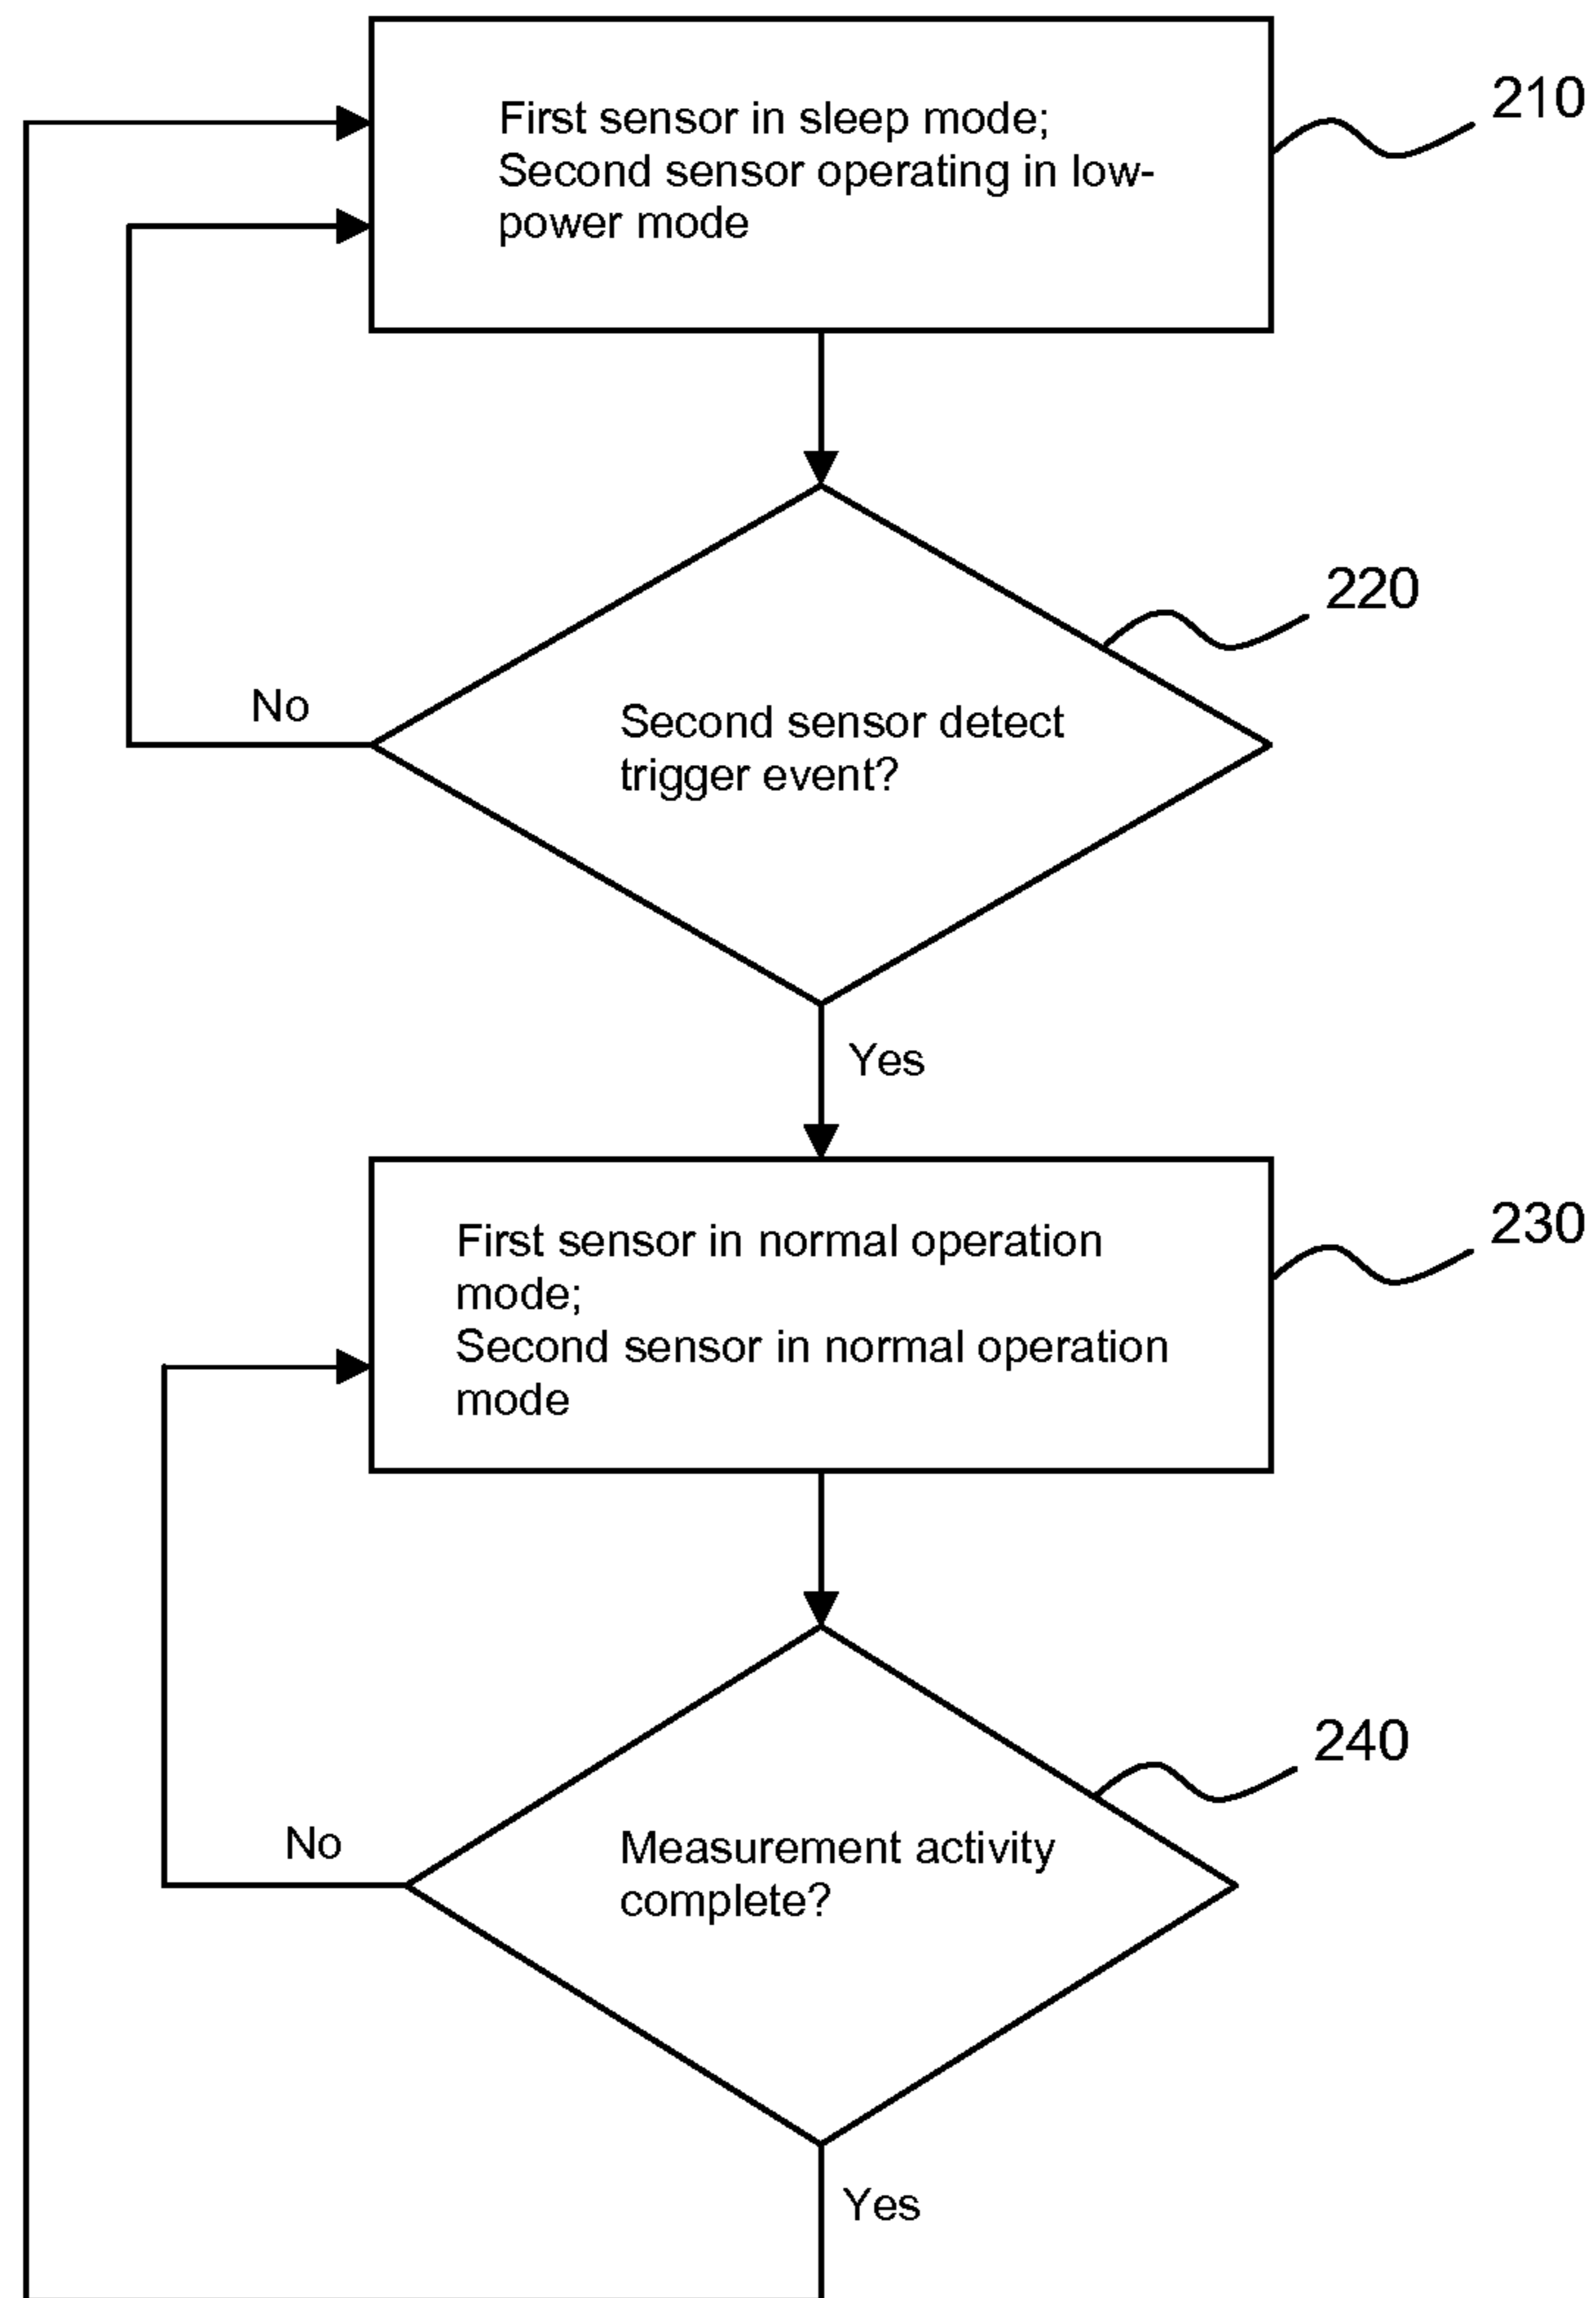 First sensor in sleep mode;
Second sensor operating in low-
power mode
210
220
No
Second sensor detect
trigger event?
Yes
First sensor in normal operation
mode;
Second sensor in normal operation
mode
230
240
No
Measurement activity
complete?
Yes